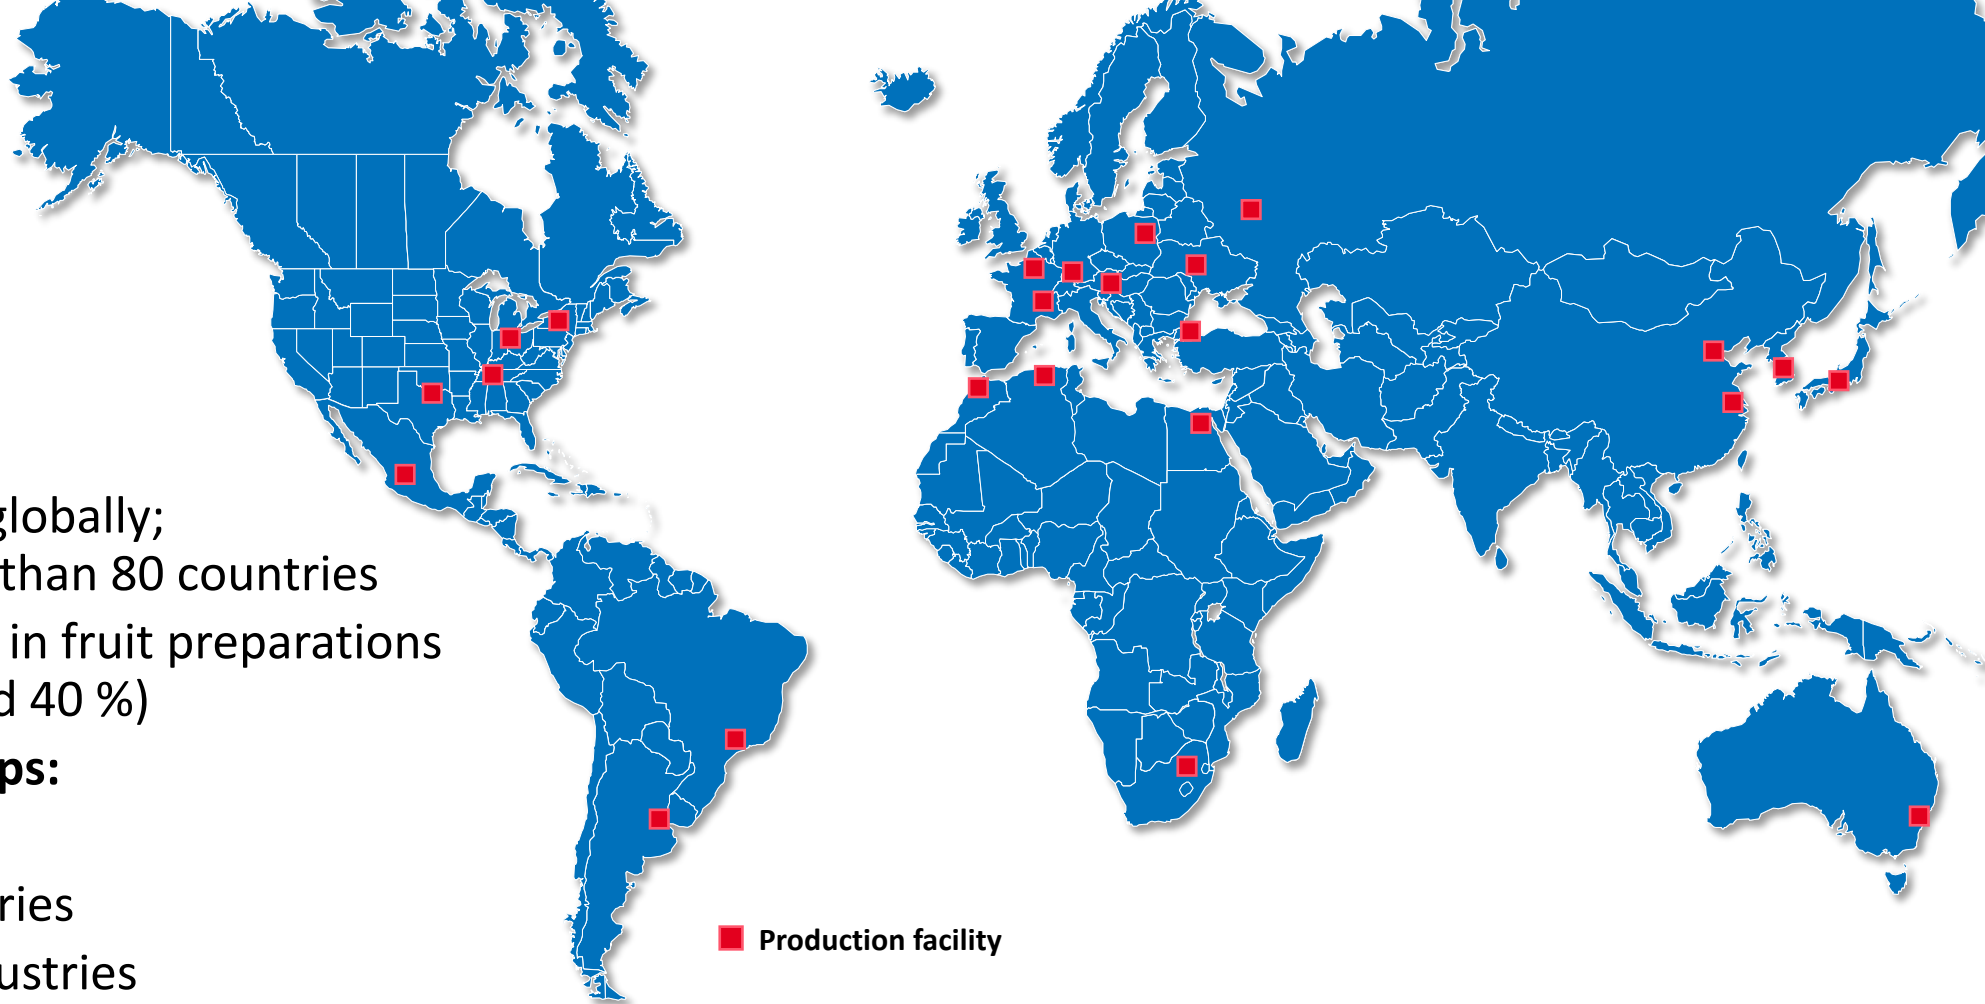 globally;
than 80 countries
in fruit preparations
d 40 %)
ps:
ries
ustries
Production facility